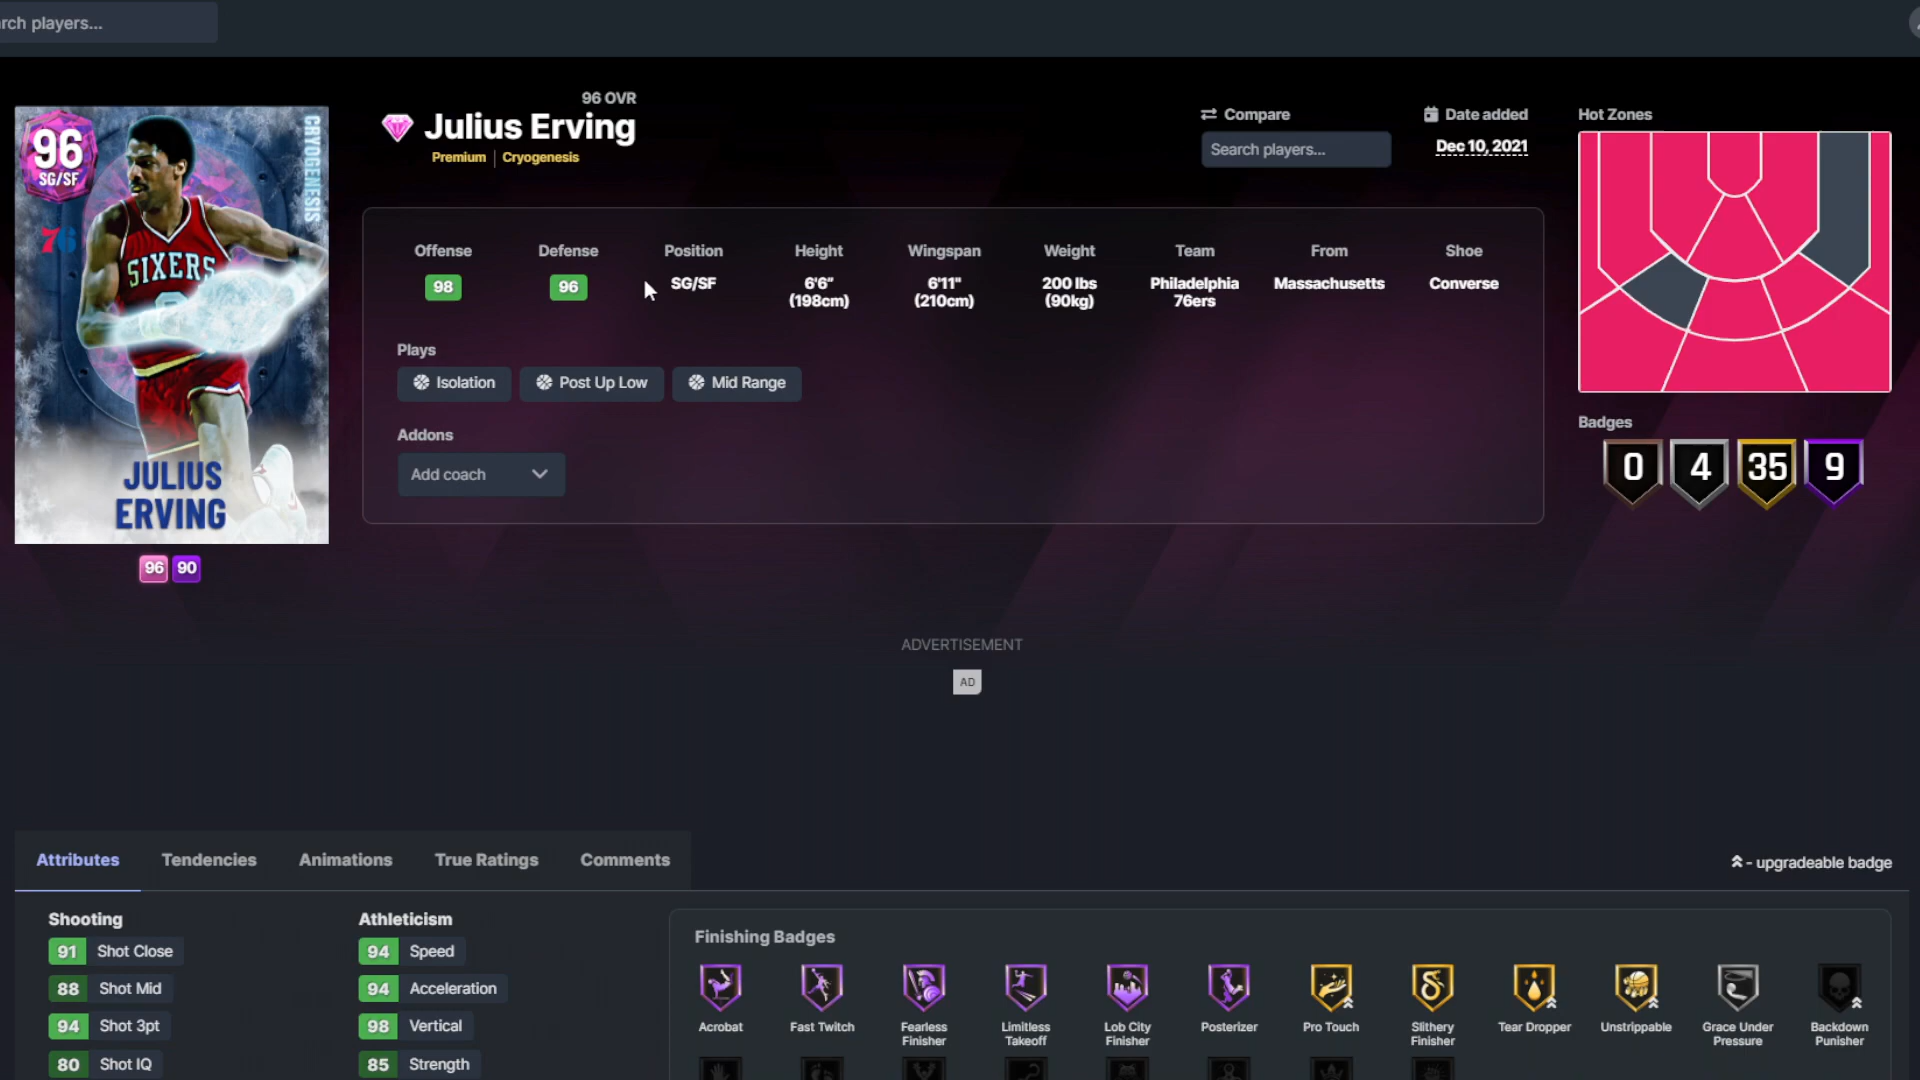 rch players...
96
SG/SF
CRYOGENESIS
76
SIXERS
JULIUS
ERVING
96 90
96 OVR
Julius Erving
Premium | Cryogenesis
Compare
Search players...
Date added
Dec 10, 2021
Offense
98
Defense
96
Position
SG/SF
Height
6'6"
(198cm)
Wingspan
6'11"
(210cm)
Weight
200 lbs
(90kg)
Team
Philadelphia
76ers
From
Massachusetts
Shoe
Converse
Plays
Isolation
Post Up Low
Mid Range
Addons
Add coach
Hot Zones
Badges
0 4 35 9
ADVERTISEMENT
AD
Attributes Tendencies Animations True Ratings Comments
- upgradeable badge
Shooting
91 Shot Close
88 Shot Mid
94 Shot 3pt
80 Shot IQ
Athleticism
94 Speed
94 Acceleration
98 Vertical
85 Strength
Finishing Badges
Acrobat
Fast Twitch
Fearless
Finisher
Limitless
Takeoff
Lob City
Finisher
Posterizer
Pro Touch
Slithery
Finisher
Tear Dropper
Unstrippable
Grace Under
Pressure
Backdown
Punisher